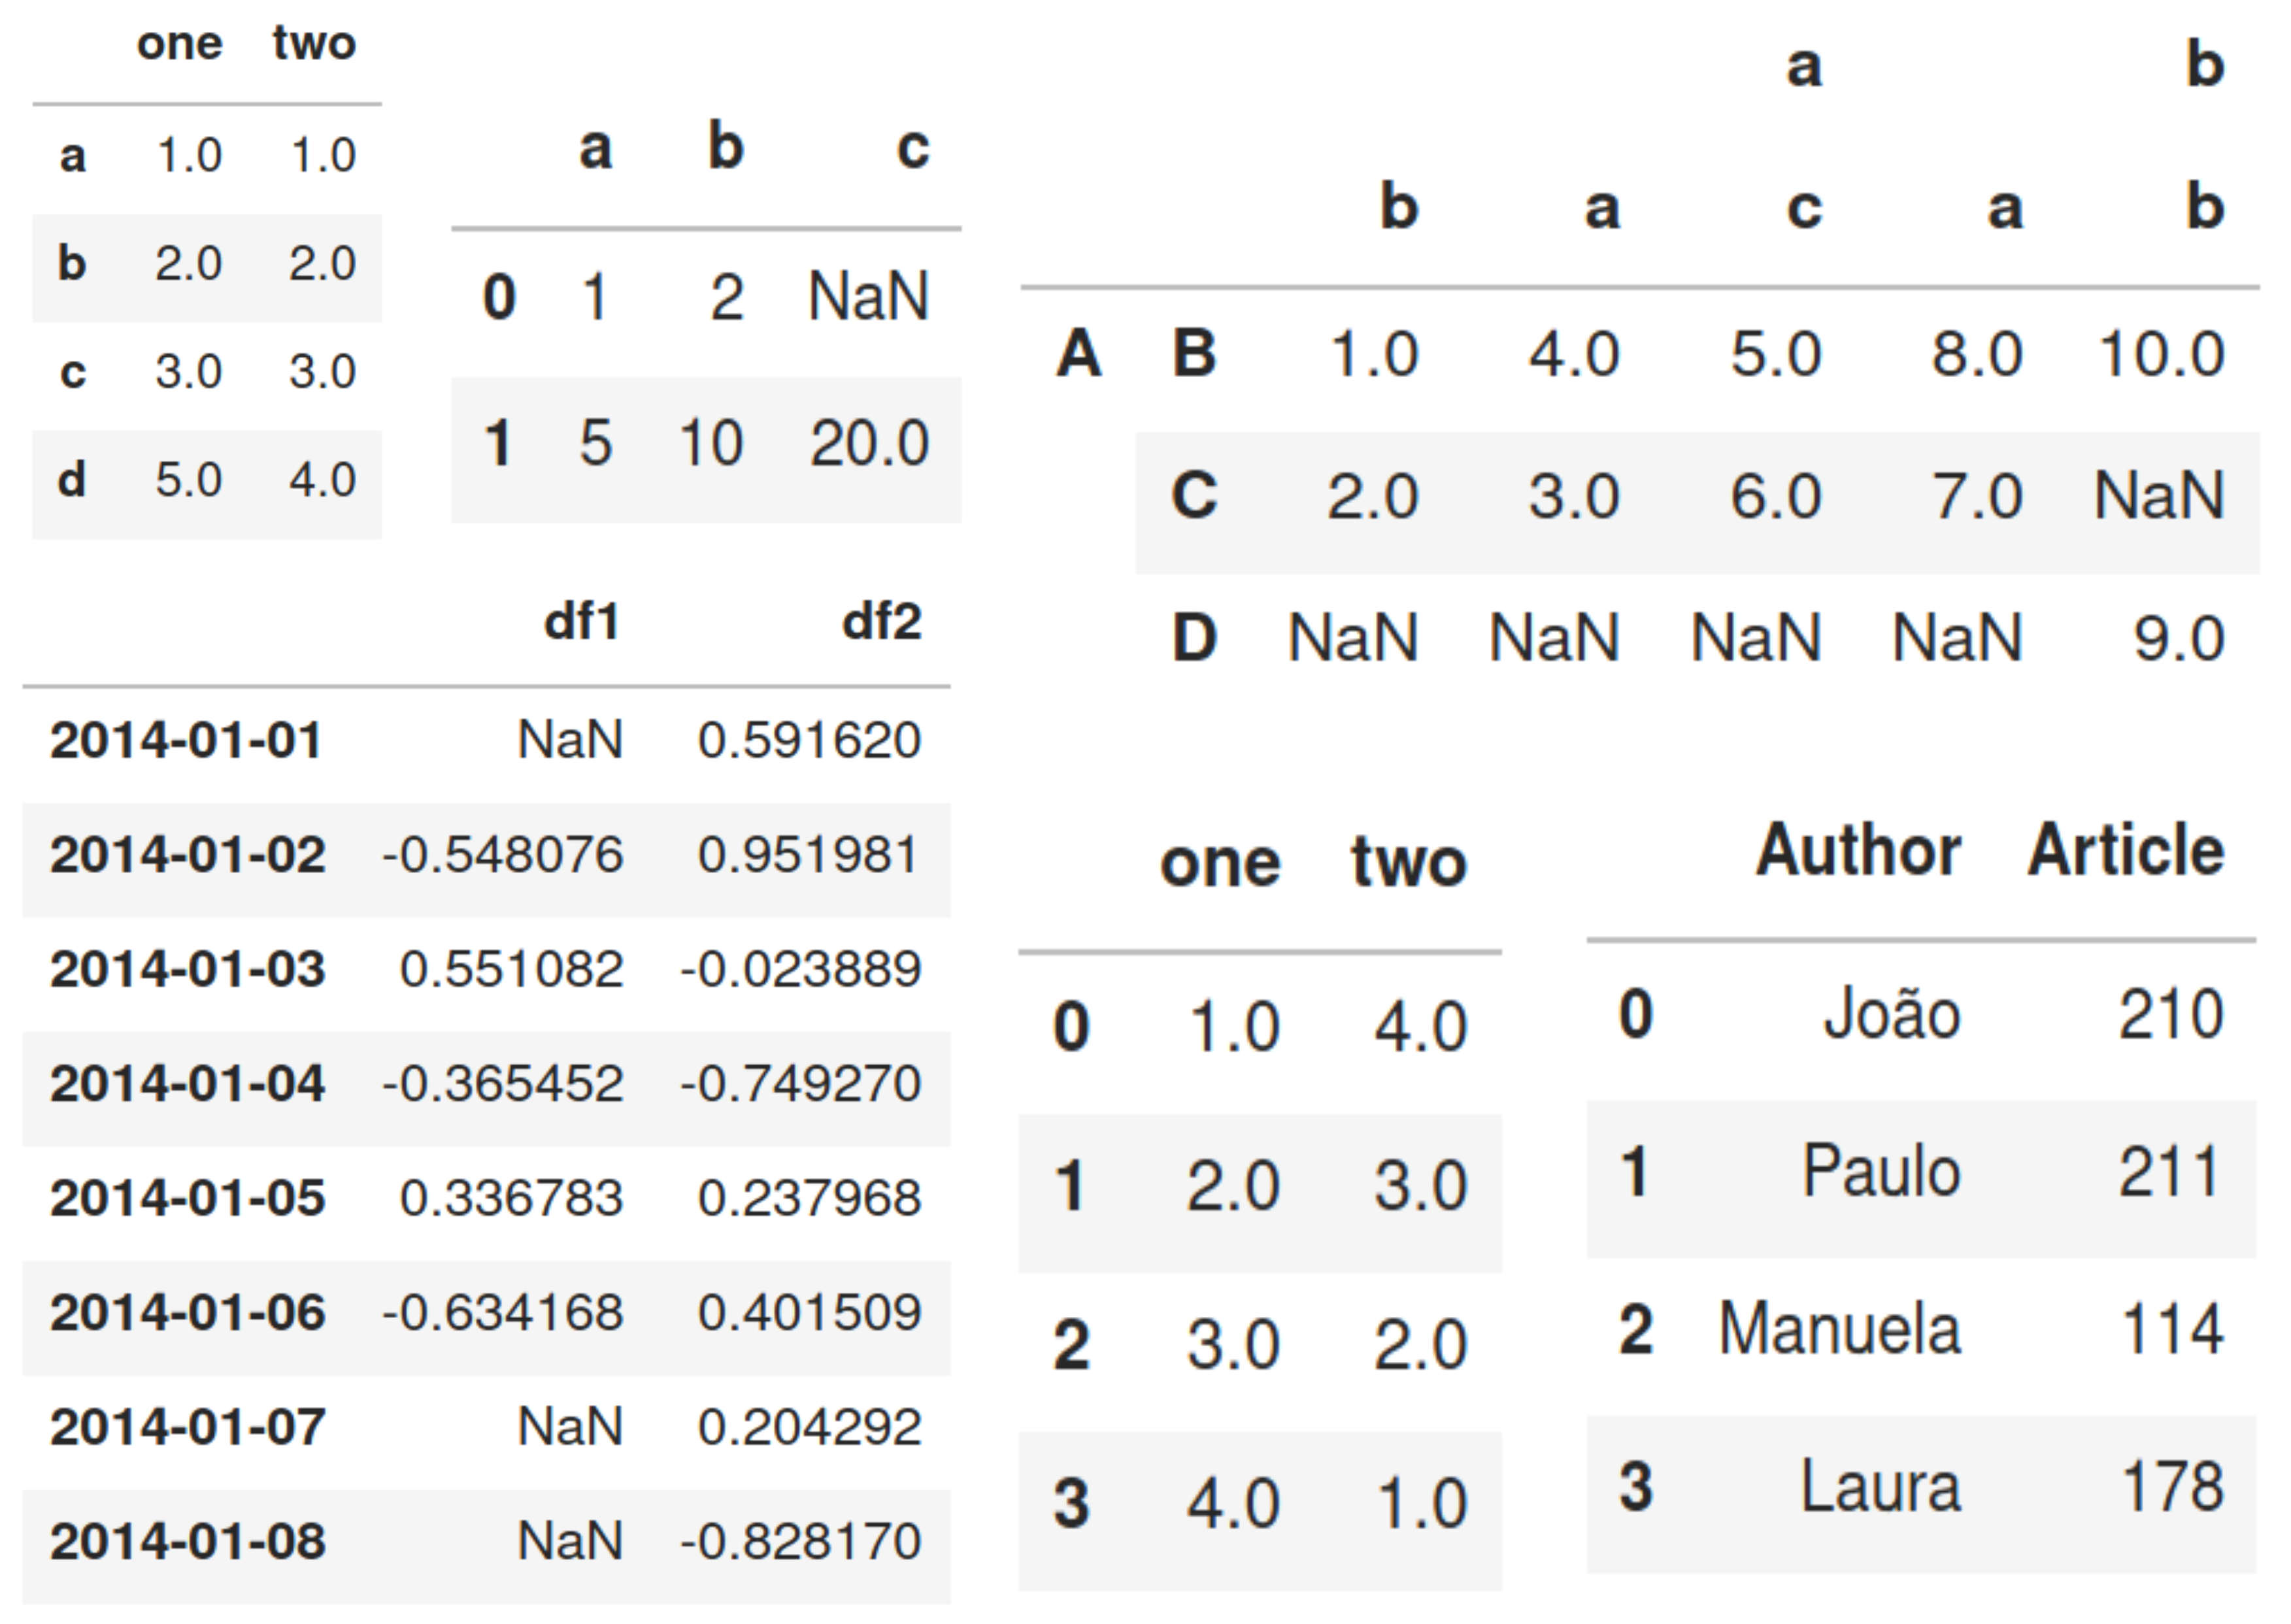 one two
a 1.0 1.0
b 2.0 2.0
c 3.0 3.0
d 5.0 4.0
a b c
0 1 2 NaN
1 5 10 20.0
a b
b a c a b
A B 1.0 4.0 5.0 8.0 10.0
C 2.0 3.0 6.0 7.0 NaN
D NaN NaN NaN NaN 9.0
df1 df2
2014-01-01 NaN 0.591620
2014-01-02 -0.548076 0.951981
2014-01-03 0.551082 -0.023889
2014-01-04 -0.365452 -0.749270
2014-01-05 0.336783 0.237968
2014-01-06 -0.634168 0.401509
2014-01-07 NaN 0.204292
2014-01-08 NaN -0.828170
one two
0 1.0 4.0
1 2.0 3.0
2 3.0 2.0
3 4.0 1.0
Author Article
0 João 210
1 Paulo 211
2 Manuela 114
3 Laura 178